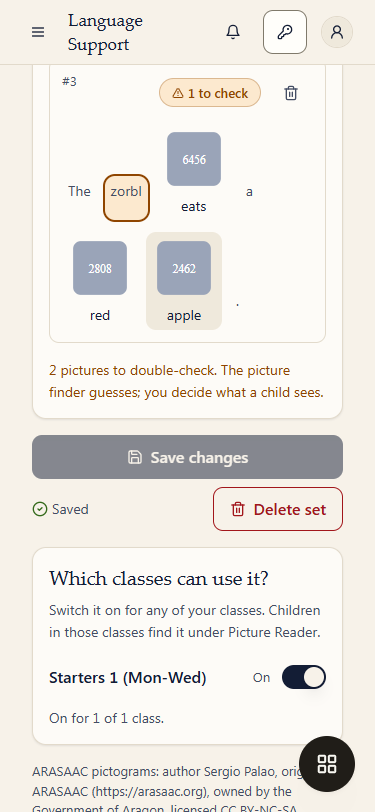 Language
Support
#3
1 to check
6456
The zorbl eats a
2808 2462
red apple .
2 pictures to double-check. The picture
finder guesses; you decide what a child sees.
Save changes
Saved
Delete set
Which classes can use it?
Switch it on for any of your classes. Children
in those classes find it under Picture Reader.
Starters 1 (Mon-Wed) On
On for 1 of 1 class.
ARASAAC pictograms: author Sergio Palao,
ARASAAC (https://arasaac.org), owned by the
Government of Aragon, licensed CC BY-NC-SA